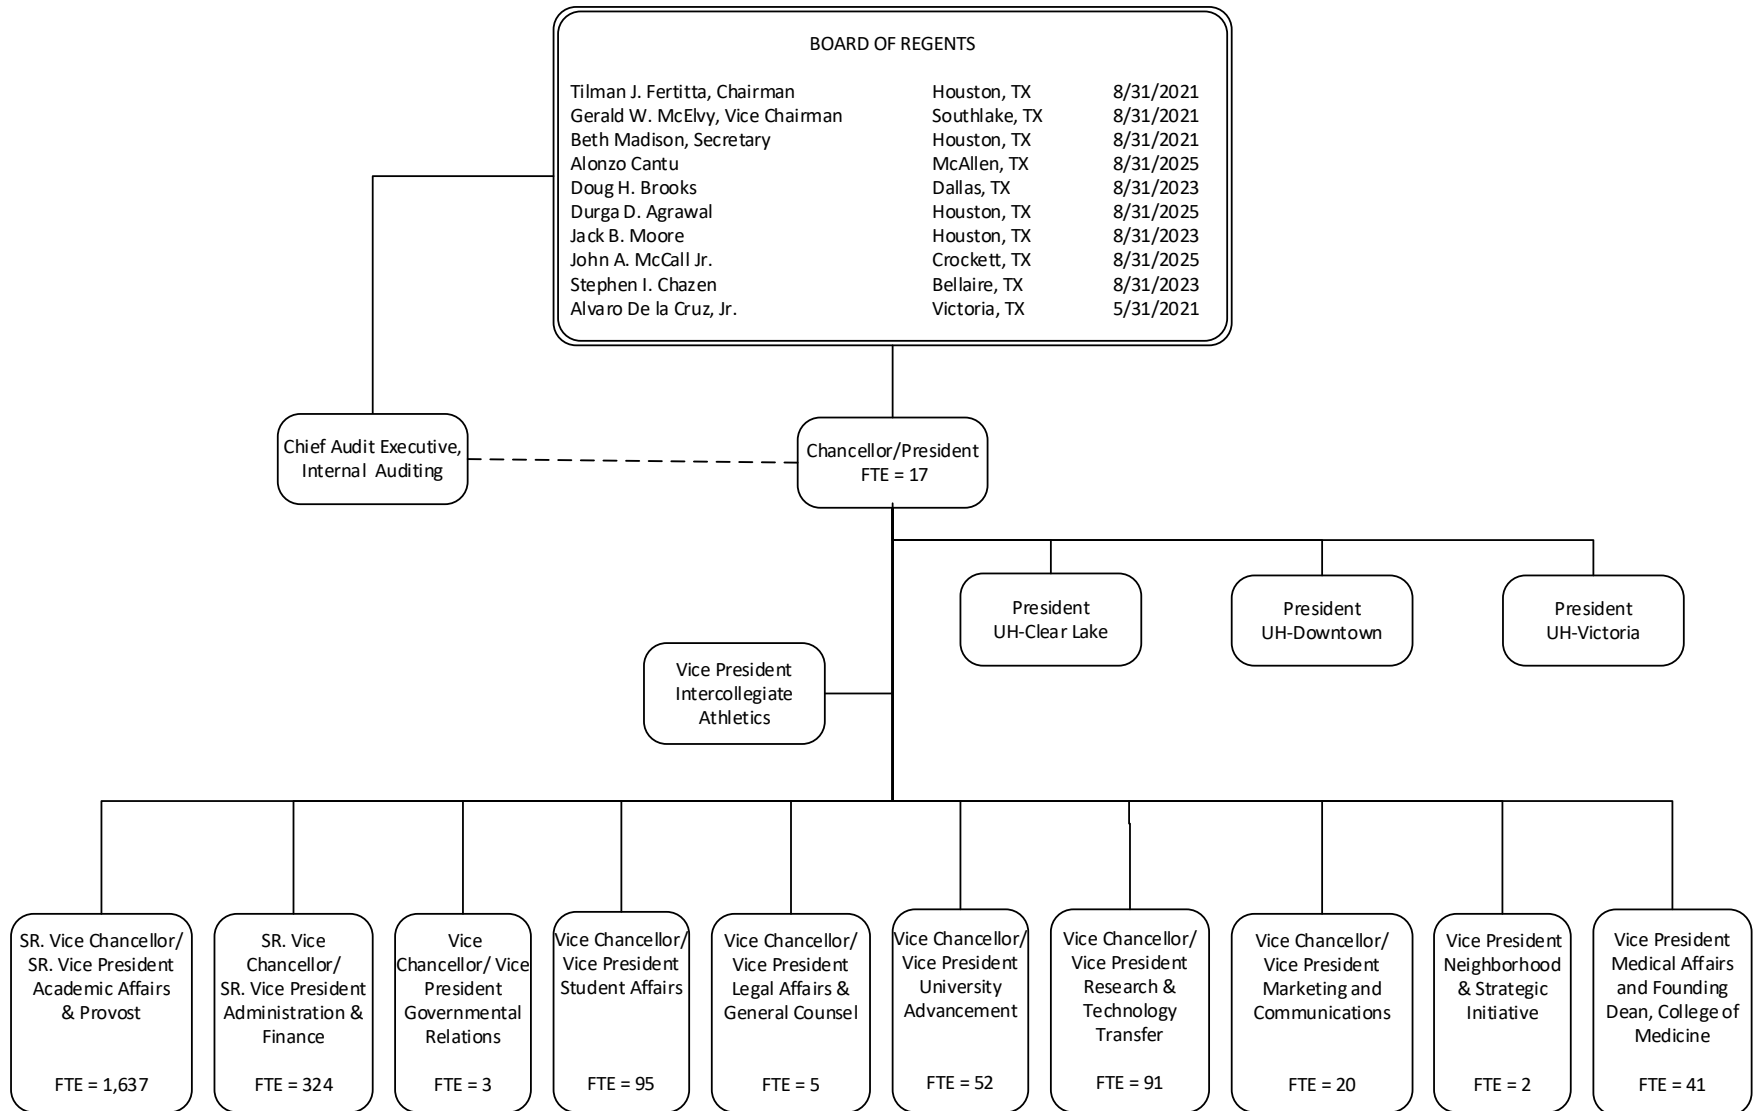 BOARD OF REGENTS
Tilman J. Fertitta, Chairman Houston, TX 8/31/2021
Gerald W. McElvy, Vice Chairman Southlake, TX 8/31/2021
Beth Madison, Secretary Houston, TX 8/31/2021
Alonzo Cantu McAllen, TX 8/31/2025
Doug H. Brooks Dallas, TX 8/31/2023
Durga D. Agrawal Houston, TX 8/31/2025
Jack B. Moore Houston, TX 8/31/2023
John A. McCall Jr. Crockett, TX 8/31/2025
Stephen I. Chazen Bellaire, TX 8/31/2023
Alvaro De la Cruz, Jr. Victoria, TX 5/31/2021
Chief Audit Executive,
Internal Auditing
Chancellor/President
FTE = 17
President
UH-Clear Lake
President
UH-Downtown
President
UH-Victoria
Vice President
Intercollegiate
Athletics
SR. Vice Chancellor/
SR. Vice President
Academic Affairs
& Provost
FTE = 1,637
SR. Vice
Chancellor/
SR. Vice President
Administration &
Finance
FTE = 324
Vice
Chancellor/ Vice
President
Governmental
Relations
FTE = 3
Vice Chancellor/
Vice President
Student Affairs
FTE = 95
Vice Chancellor/
Vice President
Legal Affairs &
General Counsel
FTE = 5
Vice Chancellor/
Vice President
University
Advancement
FTE = 52
Vice Chancellor/
Vice President
Research &
Technology
Transfer
FTE = 91
Vice Chancellor/
Vice President
Marketing and
Communications
FTE = 20
Vice President
Neighborhood
& Strategic
Initiative
FTE = 2
Vice President
Medical Affairs
and Founding
Dean, College of
Medicine
FTE = 41